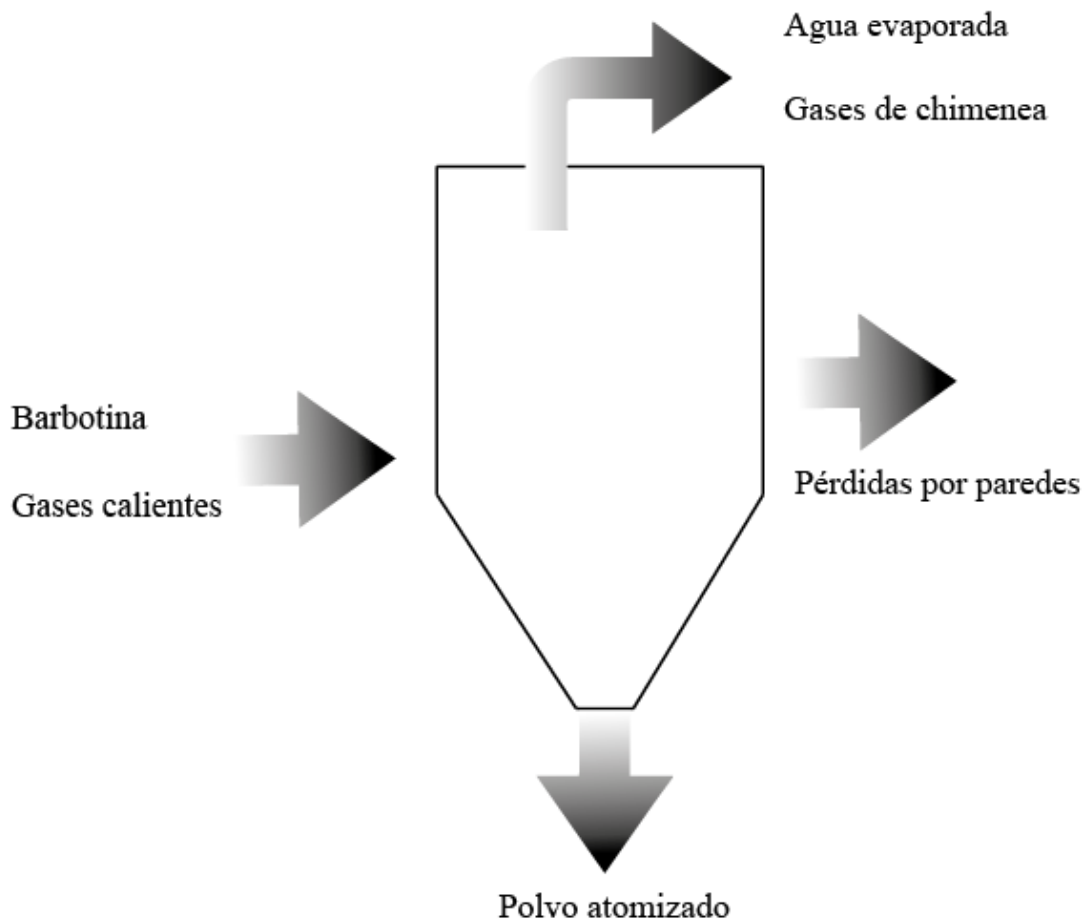 Agua evaporada
Gases de chimenea
Barbotina
Gases calientes
Pérdidas por paredes
Polvo atomizado